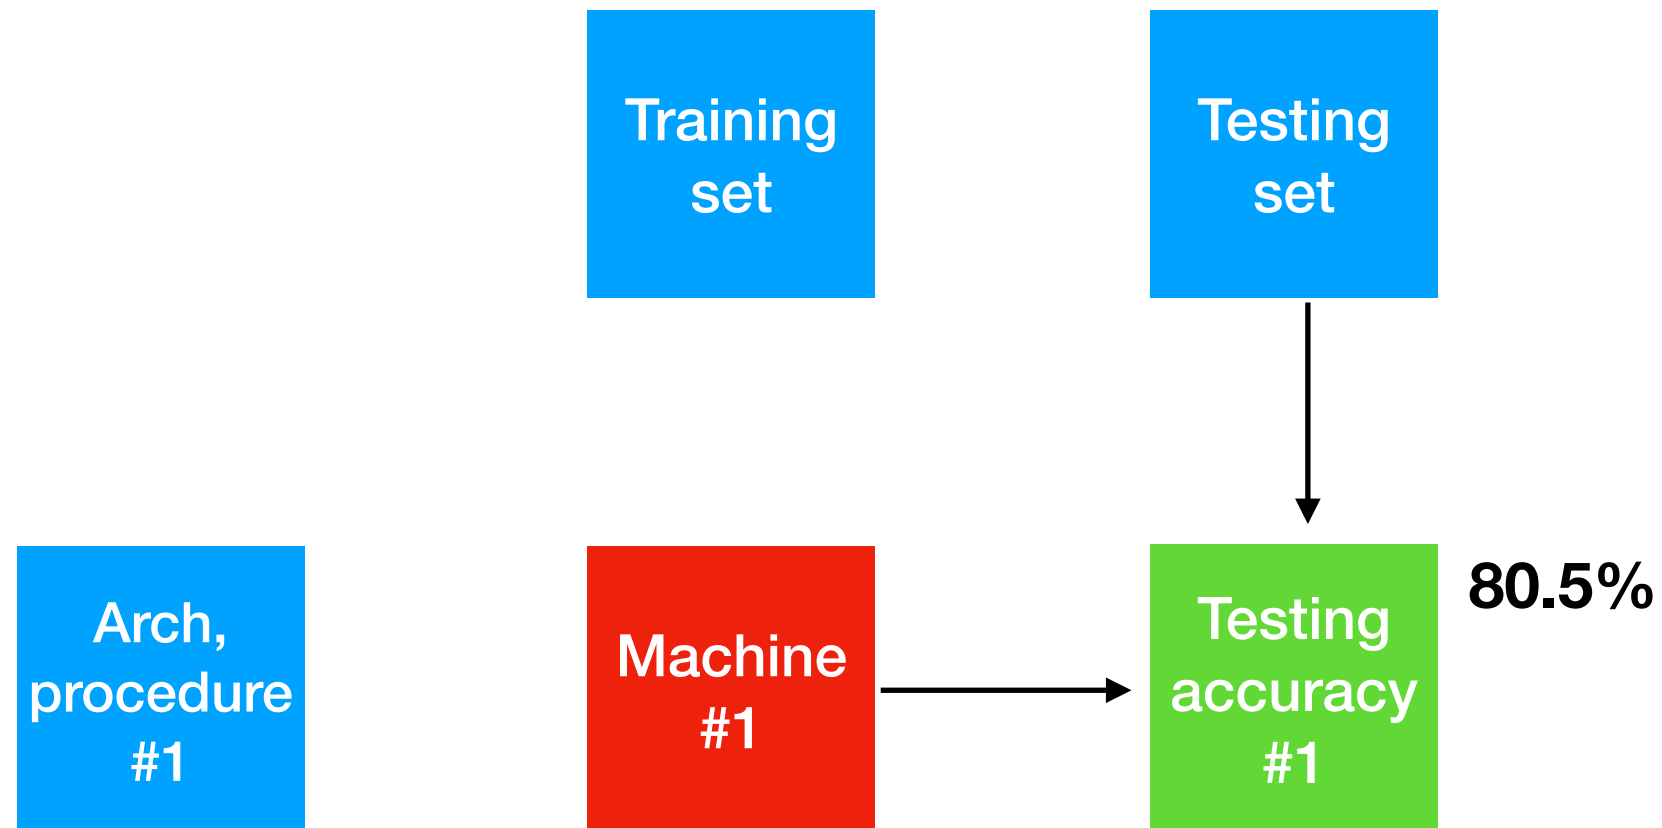 Training
set
Testing
set
Arch,
procedure
#1
Machine
#1
Testing
accuracy
#1
80.5%